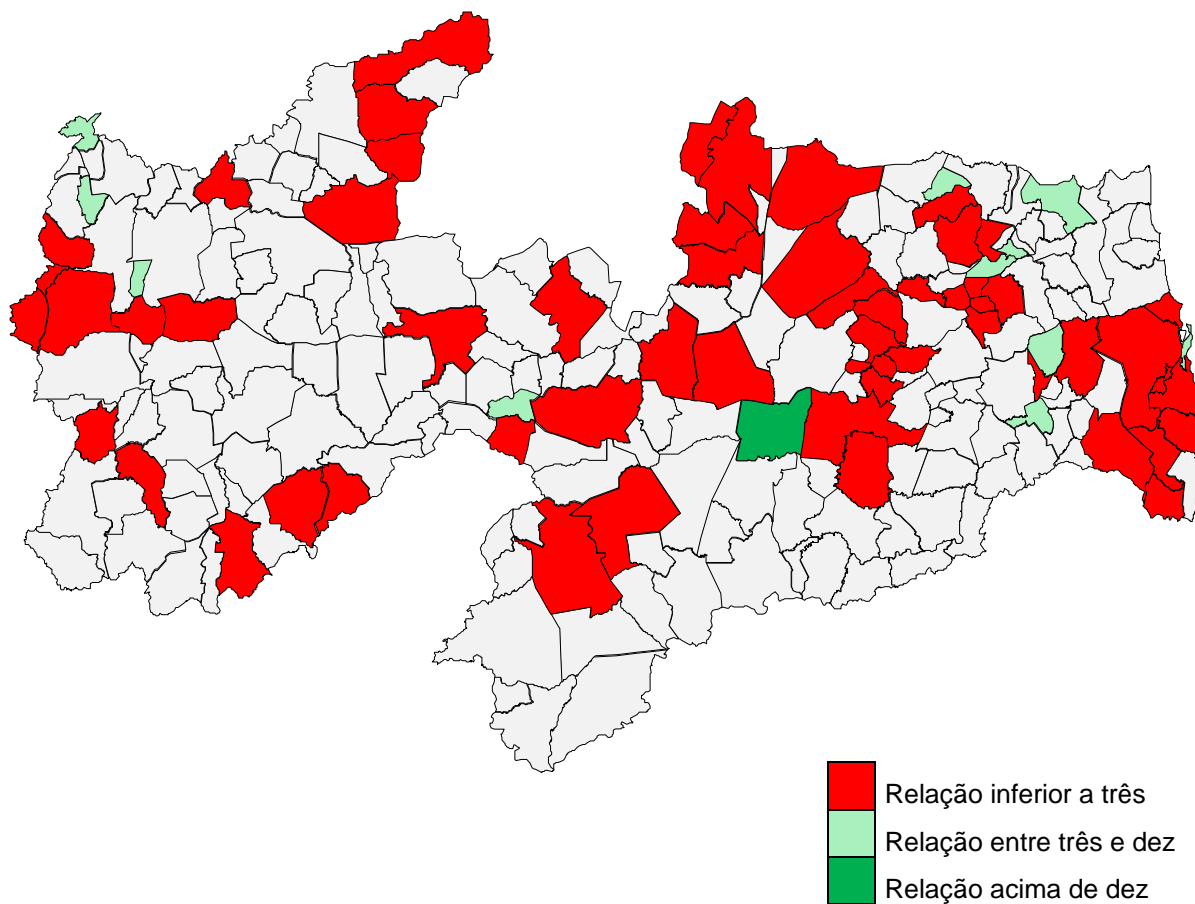 Relação inferior a três
Relação entre três e dez
Relação acima de dez